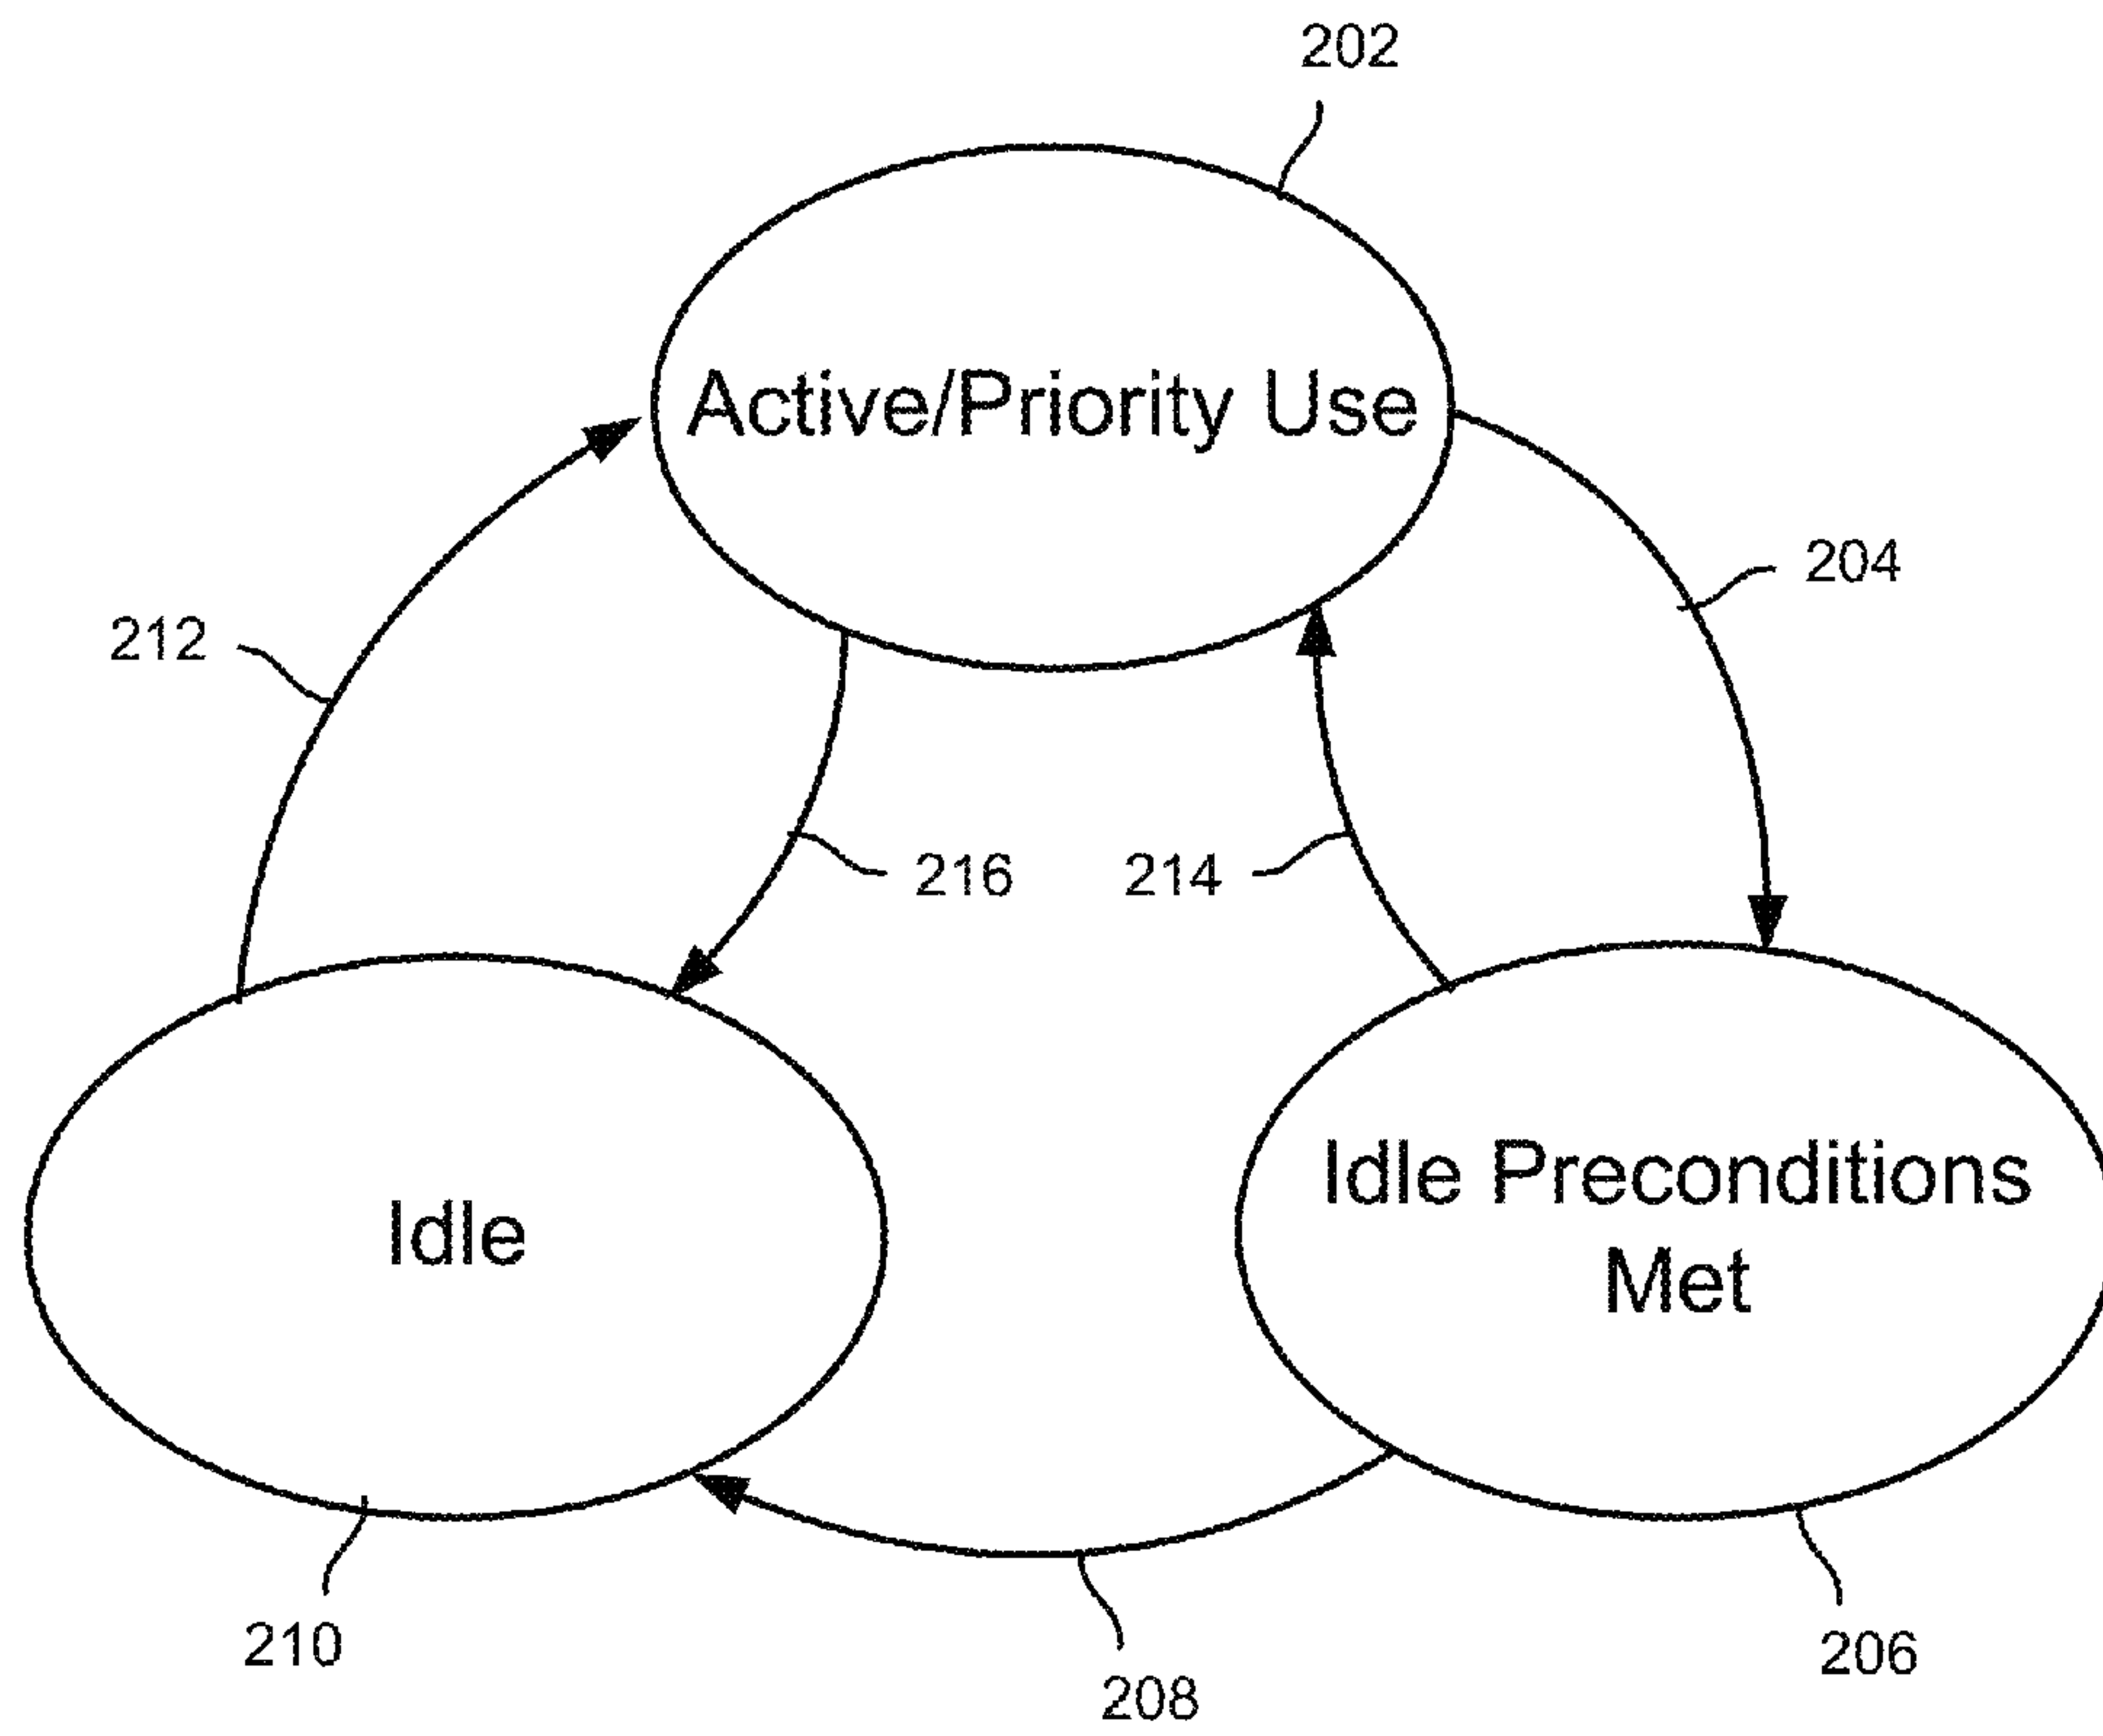 202
Active/Priority Use
204
212
216
214
Idle Preconditions
Met
Idle
210
206
208